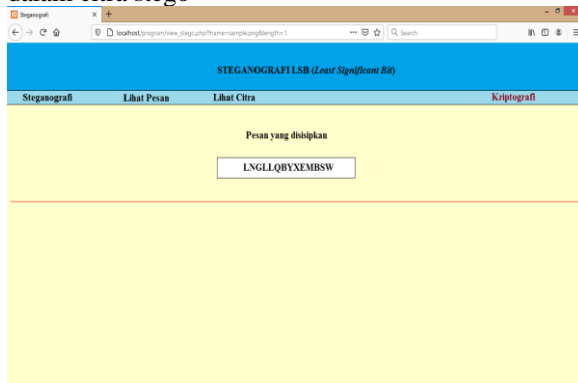 dalam citra stego
Steganografi
localhost/program/view_stego.php?name=sample.png&length=1
Search
STEGANOGRAFI LSB (Least Significant Bit)
Steganografi Lihat Pesan Lihat Citra Kriptografi
Pesan yang disisipkan
LNGLLQBYXEMBSW